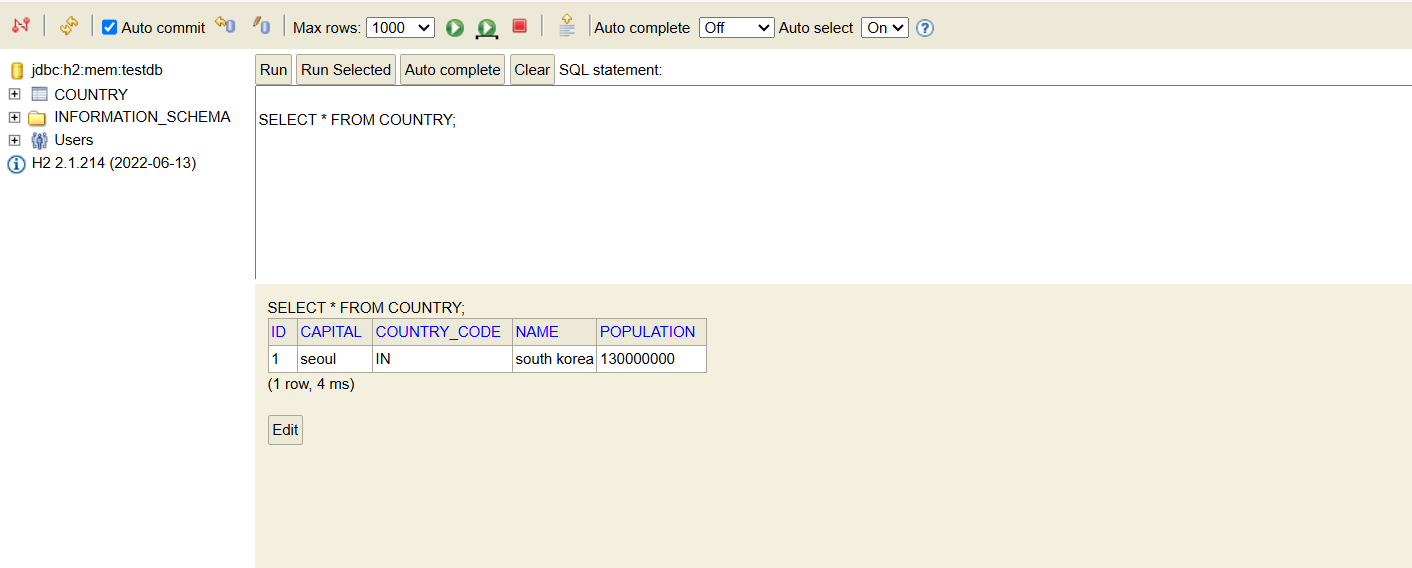 Auto commit Max rows: 1000 Auto complete Off Auto select On
jdbc:h2:mem:testdb
COUNTRY
INFORMATION_SCHEMA
Users
H2 2.1.214 (2022-06-13)
Run Run Selected Auto complete Clear SQL statement:
SELECT * FROM COUNTRY;
SELECT * FROM COUNTRY;
ID CAPITAL COUNTRY_CODE NAME POPULATION
1 seoul IN south korea 130000000
(1 row, 4 ms)
Edit